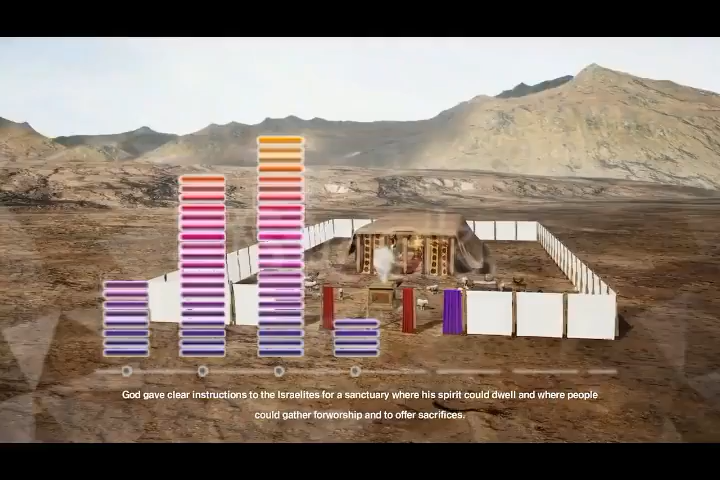 God gave clear instructions to the Israelites for a sanctuary where his spirit could dwell and where people
could gather forworship and to offer sacrifices.